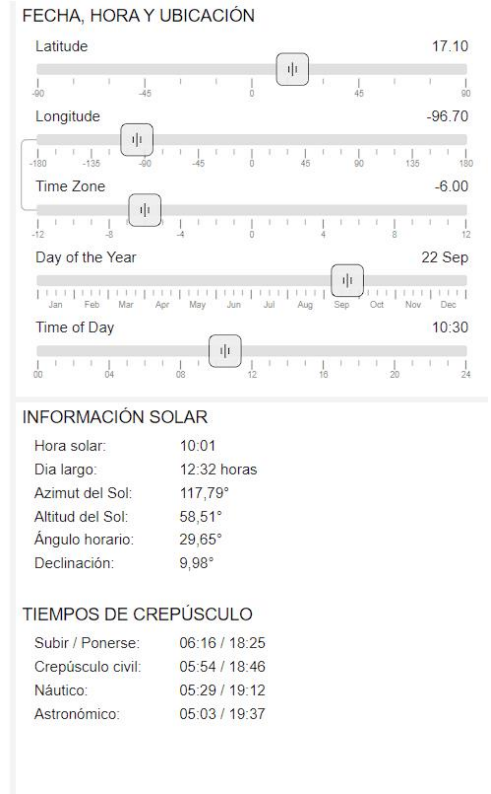 FECHA, HORA Y UBICACIÓN
Latitude 17.10
-90 -45 0 45 90
Longitude -96.70
-180 -135 -90 -45 0 45 90 135 180
Time Zone -6.00
-12 -8 -4 0 4 8 12
Day of the Year 22 Sep
Jan Feb Mar Apr May Jun Jul Aug Sep Oct Nov Dec
Time of Day 10:30
00 04 08 12 16 20 24
INFORMACIÓN SOLAR
Hora solar: 10:01
Dia largo: 12:32 horas
Azimut del Sol: 117,79°
Altitud del Sol: 58,51°
Ángulo horario: 29,65°
Declinación: 9,98°
TIEMPOS DE CREPÚSCULO
Subir / Ponerse: 06:16 / 18:25
Crepúsculo civil: 05:54 / 18:46
Náutico: 05:29 / 19:12
Astronómico: 05:03 / 19:37